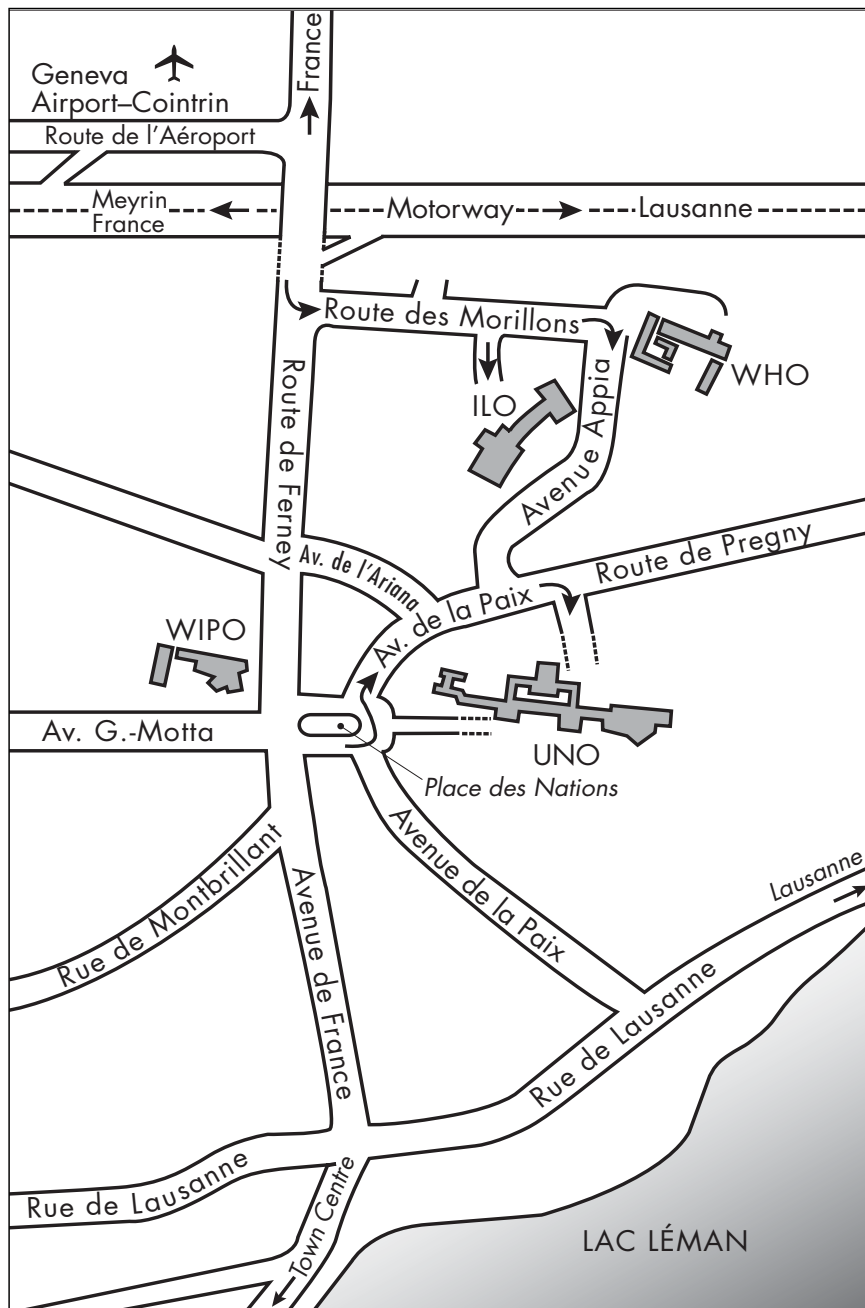 Geneva
Airport–Cointrin
France
Route de l'Aéroport
Meyrin
France
Motorway
Lausanne
Route des Morillons
WHO
ILO
Route de Ferney
Avenue Appia
Av. de l'Ariana
Route de Pregny
Av. de la Paix
WIPO
Av. G.-Motta
UNO
Place des Nations
Avenue de la Paix
Rue de Montbrillant
Avenue de France
Lausanne
Rue de Lausanne
Rue de Lausanne
Town Centre
LAC LÉMAN